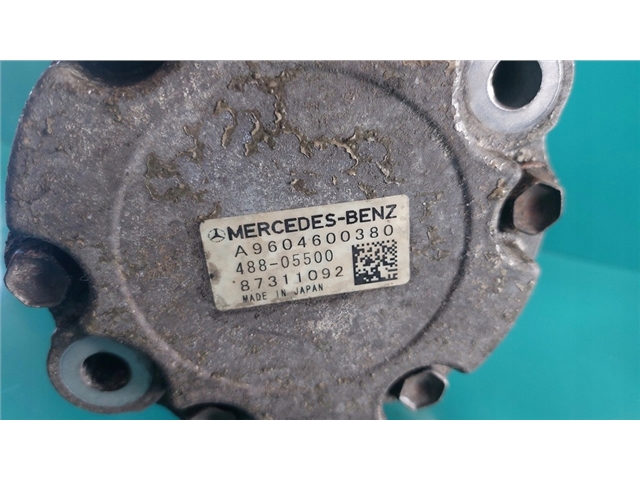 MERCEDES-BENZ
A9604600380
488-05500
87311092
MADE IN JAPAN